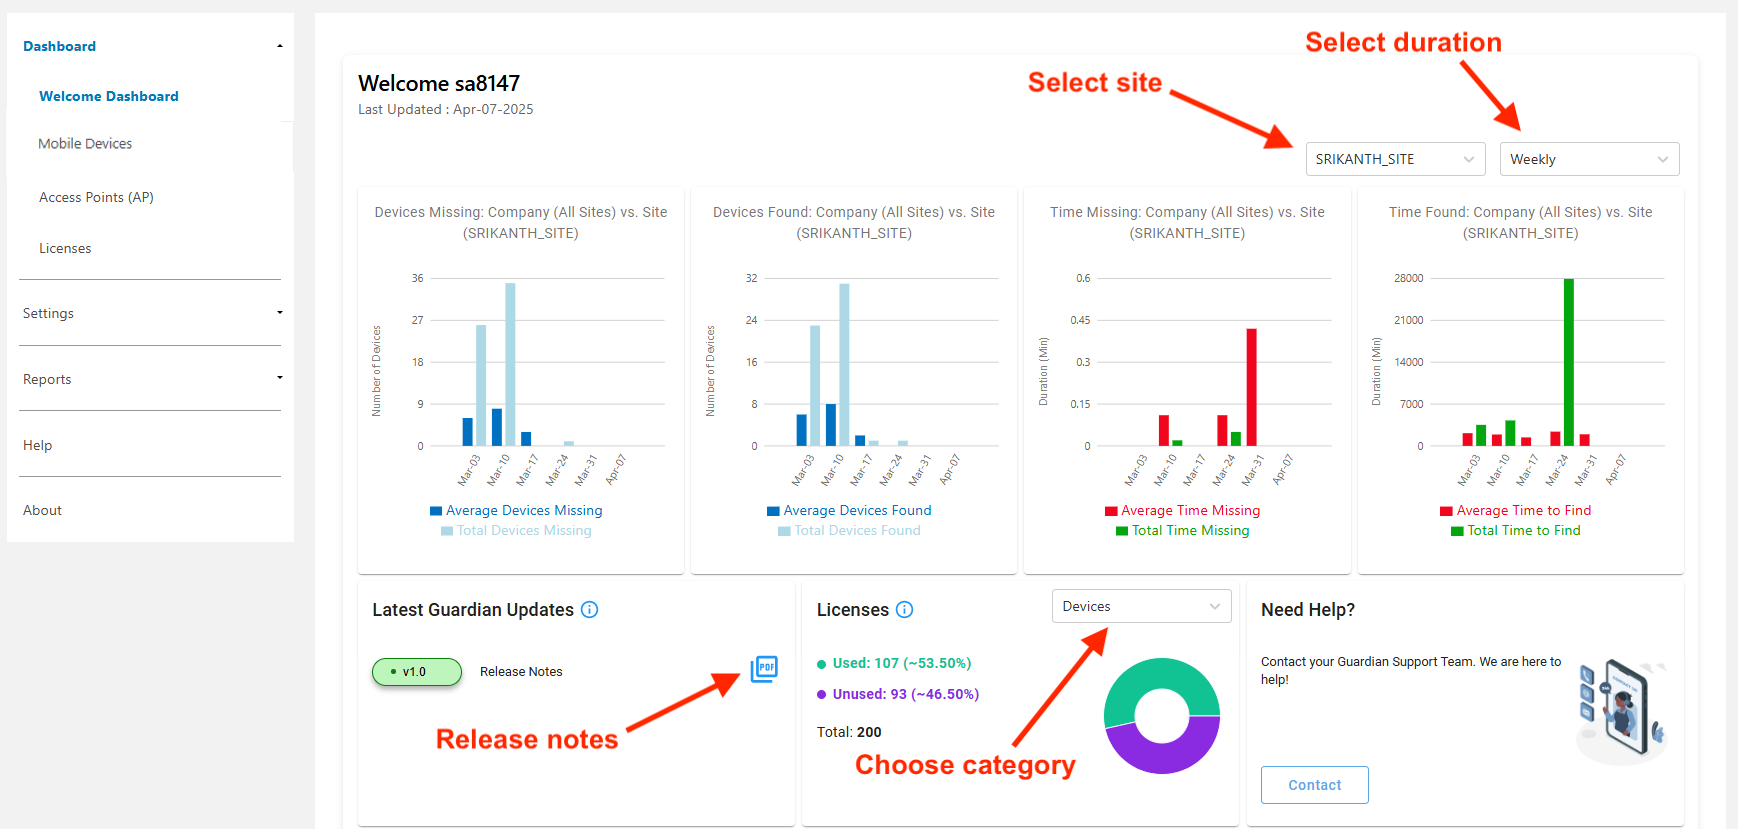 Dashboard
Welcome Dashboard
Mobile Devices
Access Points (AP)
Licenses
Settings
Reports
Help
About
Select duration
Select site
Welcome sa8147
Last Updated : Apr-07-2025
SRIKANTH_SITE
Weekly
Devices Missing: Company (All Sites) vs. Site
(SRIKANTH_SITE)
36
27
18
9
0
Number of Devices
Mar-03
Mar-10
Mar-17
Mar-24
Mar-31
Apr-07
Average Devices Missing
Total Devices Missing
Devices Found: Company (All Sites) vs. Site
(SRIKANTH_SITE)
32
24
16
8
0
Number of Devices
Mar-03
Mar-10
Mar-17
Mar-24
Mar-31
Apr-07
Average Devices Found
Total Devices Found
Time Missing: Company (All Sites) vs. Site
(SRIKANTH_SITE)
0.6
0.45
0.3
0.15
0
Duration (Min)
Mar-03
Mar-10
Mar-17
Mar-24
Mar-31
Apr-07
Average Time Missing
Total Time Missing
Time Found: Company (All Sites) vs. Site
(SRIKANTH_SITE)
28000
21000
14000
7000
0
Duration (Min)
Mar-03
Mar-10
Mar-17
Mar-24
Mar-31
Apr-07
Average Time to Find
Total Time to Find
Latest Guardian Updates
v1.0
Release Notes
PDF
Release notes
Licenses
Devices
Used: 107 (~53.50%)
Unused: 93 (~46.50%)
Total: 200
Choose category
Need Help?
Contact your Guardian Support Team. We are here to
help!
CONTACT US
Contact